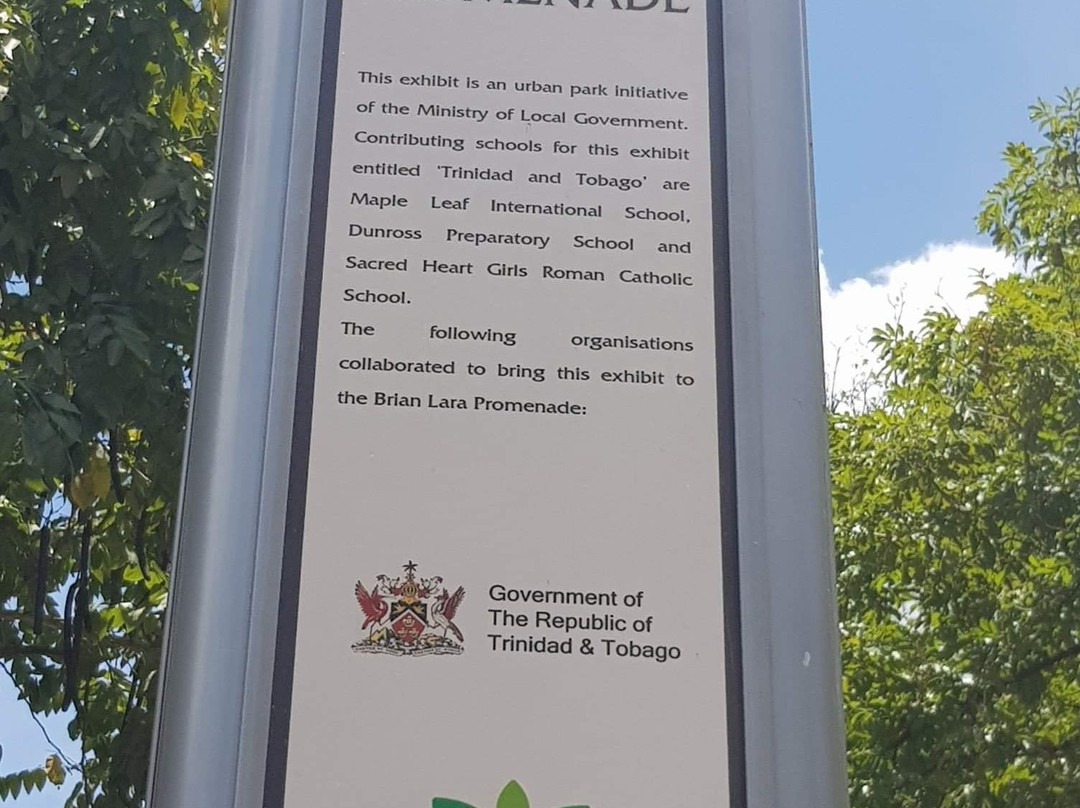 This exhibit is an urban park initiative
of the Ministry of Local Government.
Contributing schools for this exhibit
entitled 'Trinidad and Tobago' are
Maple Leaf International School,
Dunross Preparatory School and
Sacred Heart Girls Roman Catholic
School.
The following organisations
collaborated to bring this exhibit to
the Brian Lara Promenade:
Government of
The Republic of
Trinidad & Tobago